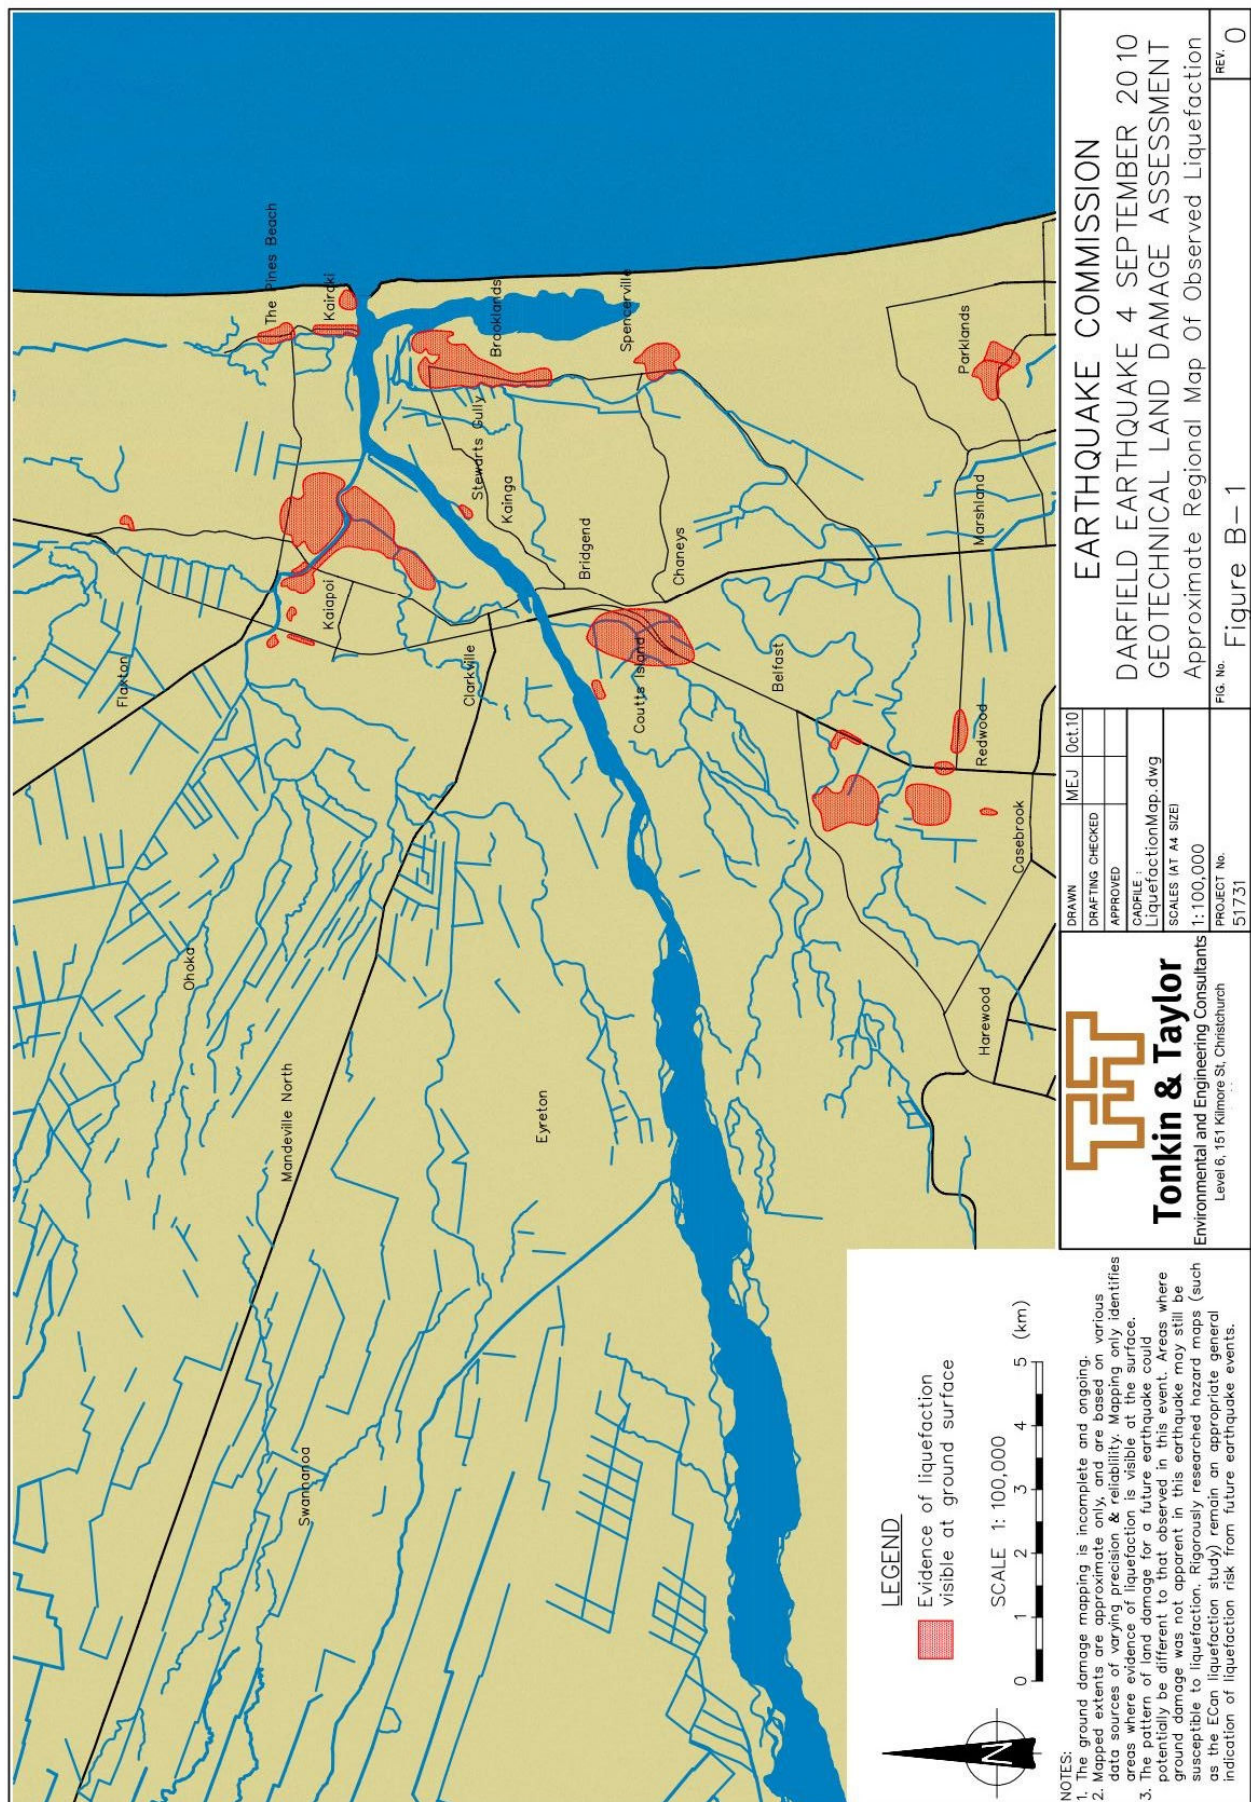 The Pines Beach
Kairaki
Brooklands
Spencerville
Stewarts Gully
Kainga
Bridgend
Chaneys
Parklands
Marshland
Kaiapoi
Flaxton
Clarkville
Coutts Island
Belfast
Redwood
Casebrook
Harewood
Ohoka
Mandeville North
Eyreton
Swannanoa
LEGEND
Evidence of liquefaction
visible at ground surface
SCALE 1: 100,000
0 1 2 3 4 5 (km)
N
NOTES:
1. The ground damage mapping is incomplete and ongoing.
2. Mapped extents are approximate only, and are based on various
data sources of varying precision & reliability. Mapping only identifies
areas where evidence of liquefaction is visible at the surface.
3. The pattern of land damage for a future earthquake could
potentially be different to that observed in this event. Areas where
ground damage was not apparent in this earthquake may still be
susceptible to liquefaction. Rigorously researched hazard maps (such
as the ECan liquefaction study) remain an appropriate general
indication of liquefaction risk from future earthquake events.
Tonkin & Taylor
Environmental and Engineering Consultants
Level 6, 151 Kilmore St, Christchurch
DRAWN MEJ Oct.10
DRAFTING CHECKED
APPROVED
CADFILE :
LiquefactionMap.dwg
SCALES (AT A4 SIZE)
1: 100,000
PROJECT No.
51731
EARTHQUAKE COMMISSION
DARFIELD EARTHQUAKE 4 SEPTEMBER 2010
GEOTECHNICAL LAND DAMAGE ASSESSMENT
Approximate Regional Map Of Observed Liquefaction
FIG. No.
Figure B-1
REV.
0